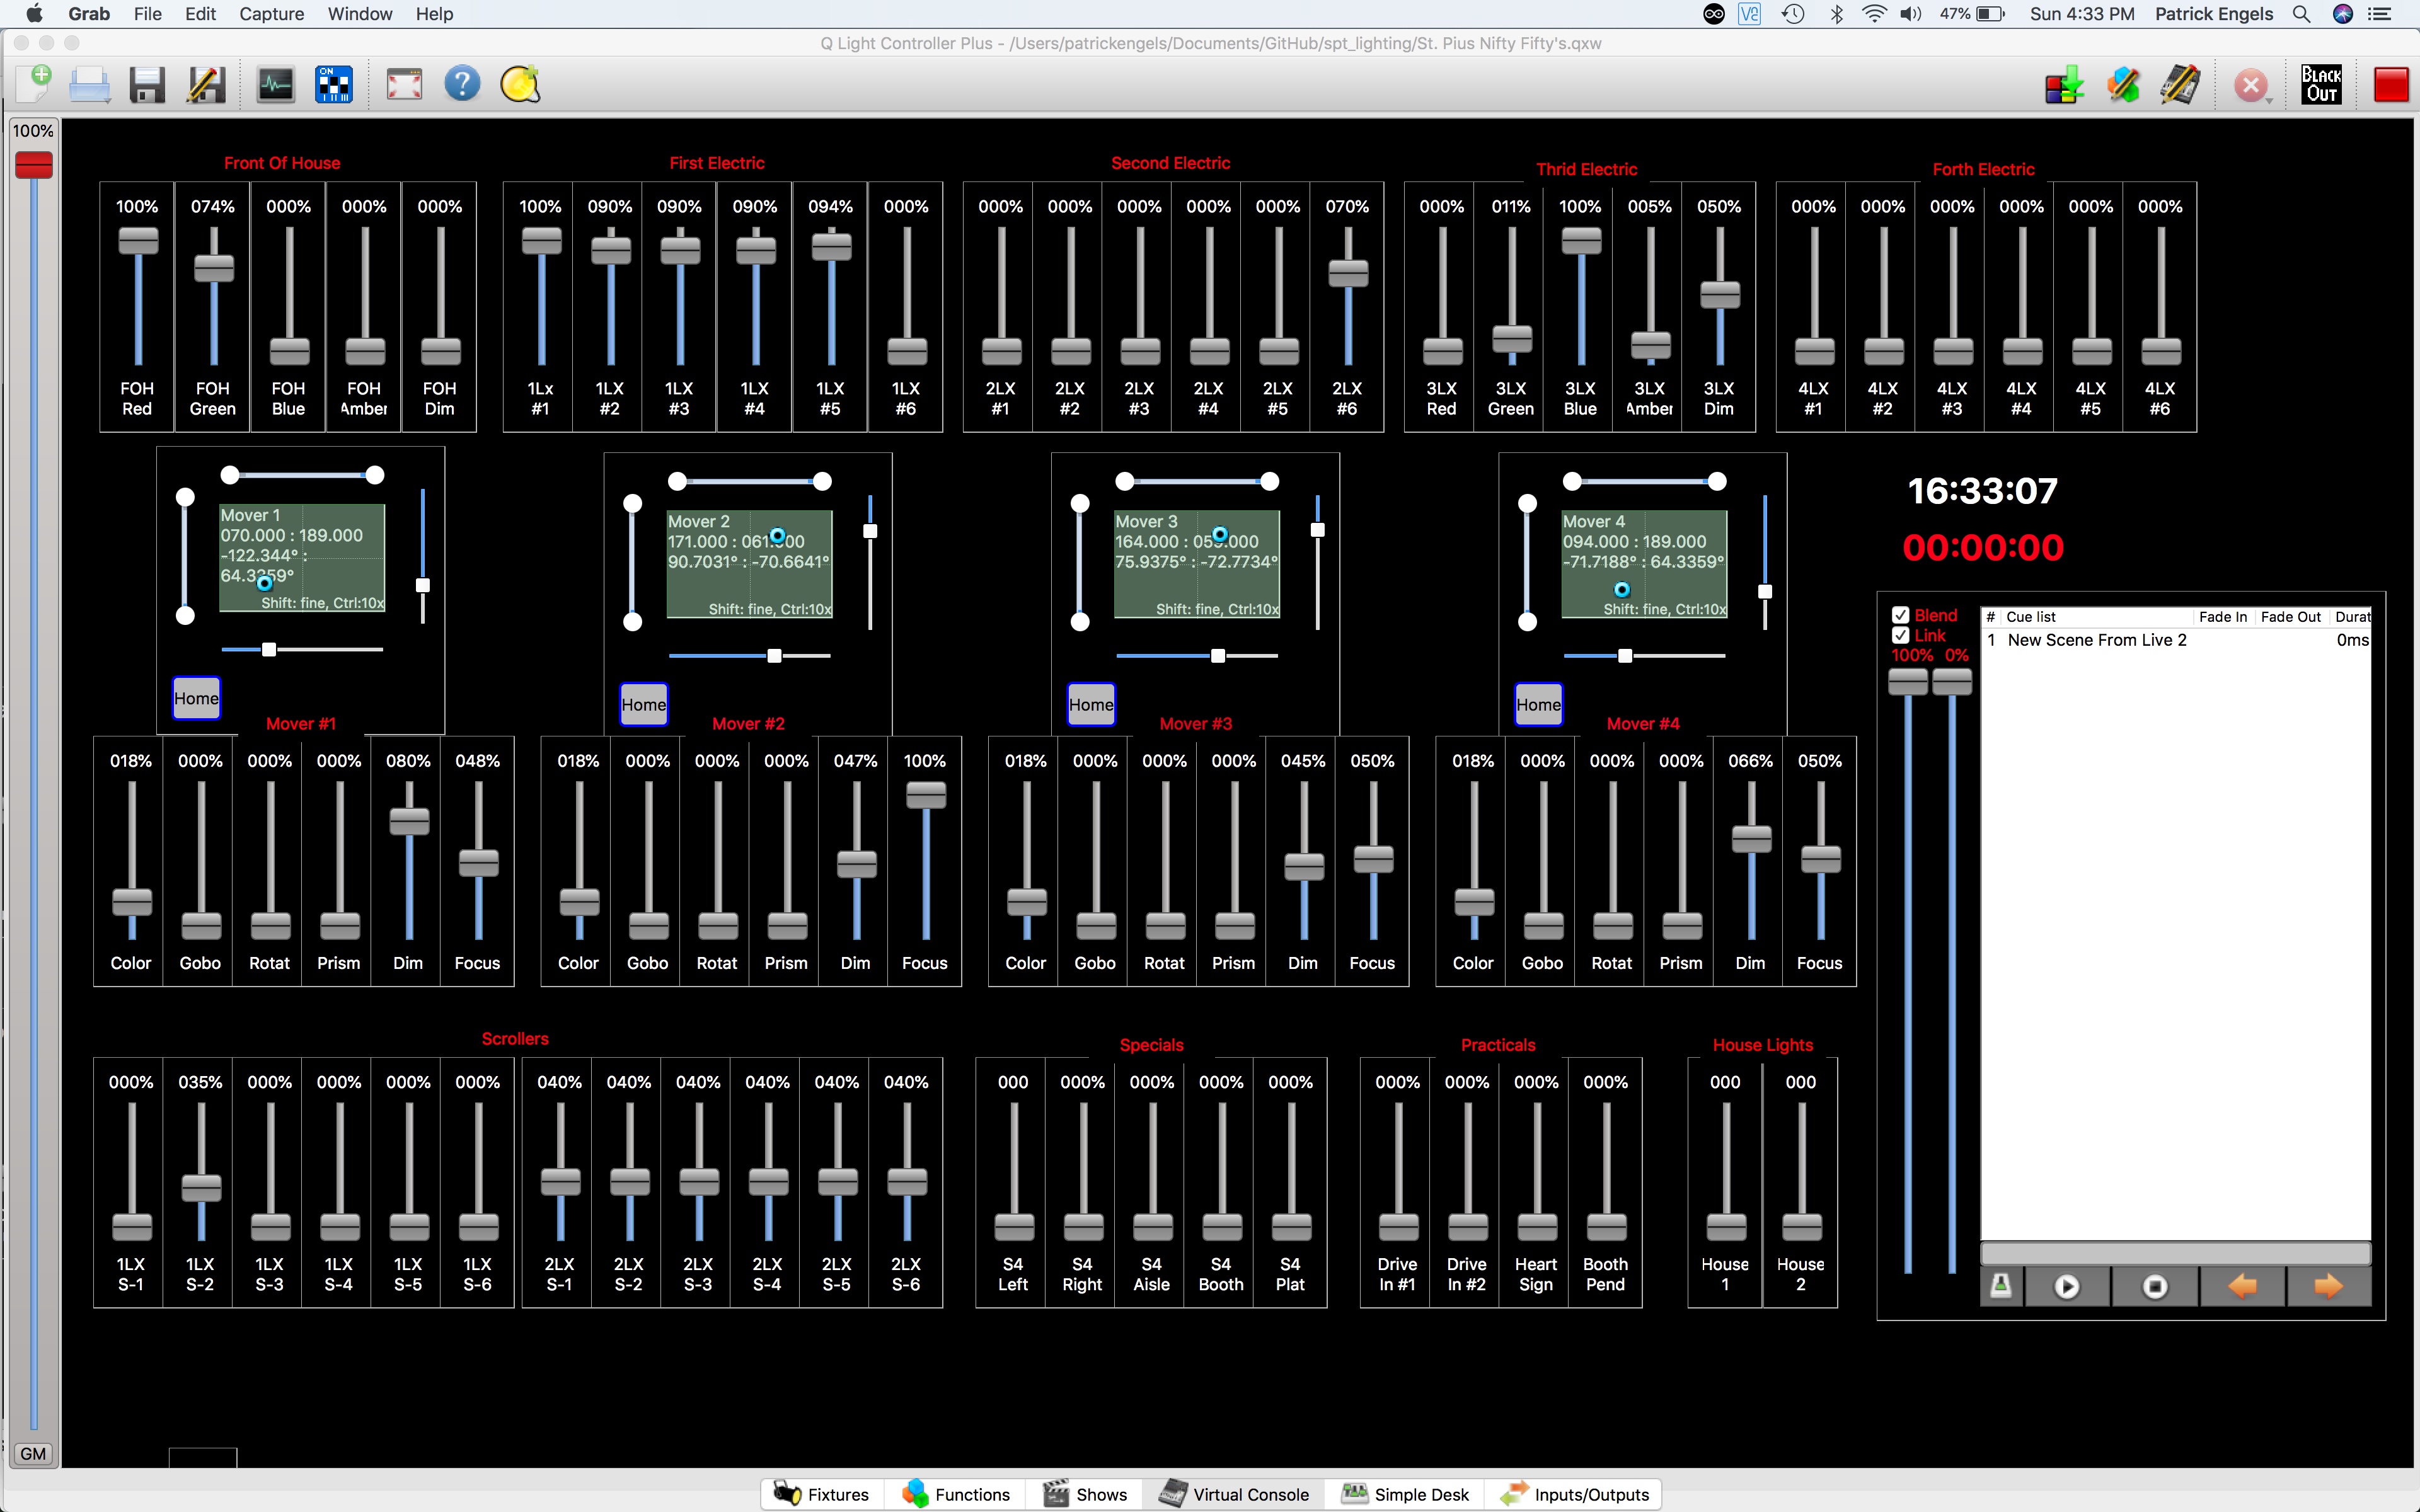 Grab File Edit Capture Window Help 47% Sun 4:33 PM Patrick Engels
Q Light Controller Plus - /Users/patrickengels/Documents/GitHub/spt_lighting/St. Pius Nifty Fifty's.qxw
ON
BLACK OUT
100%
Front Of House First Electric Second Electric Thrid Electric Forth Electric
100% 074% 000% 000% 000% 100% 090% 090% 090% 094% 000% 000% 000% 000% 000% 000% 070% 000% 011% 100% 005% 050% 000% 000% 000% 000% 000% 000%
FOH FOH FOH FOH FOH 1Lx 1LX 1LX 1LX 1LX 1LX 2LX 2LX 2LX 2LX 2LX 2LX 3LX 3LX 3LX 3LX 3LX 4LX 4LX 4LX 4LX 4LX 4LX
Red Green Blue Amber Dim #1 #2 #3 #4 #5 #6 #1 #2 #3 #4 #5 #6 Red Green Blue Amber Dim #1 #2 #3 #4 #5 #6
Mover 1
070.000 : 189.000
-122.344° :
64.3359°
Shift: fine, Ctrl:10x
Home
Mover 2
171.000 : 061.000
90.7031° : -70.6641°
Shift: fine, Ctrl:10x
Home
Mover 3
164.000 : 059.000
75.9375° : -72.7734°
Shift: fine, Ctrl:10x
Home
Mover 4
094.000 : 189.000
-71.7188° : 64.3359°
Shift: fine, Ctrl:10x
Home
16:33:07
00:00:00
Blend
Link
100% 0%
# Cue list Fade In Fade Out Durat
1 New Scene From Live 2 0ms
Mover #1 Mover #2 Mover #3 Mover #4
018% 000% 000% 000% 080% 048% 018% 000% 000% 000% 047% 100% 018% 000% 000% 000% 045% 050% 018% 000% 000% 000% 066% 050%
Color Gobo Rotat Prism Dim Focus Color Gobo Rotat Prism Dim Focus Color Gobo Rotat Prism Dim Focus Color Gobo Rotat Prism Dim Focus
Scrollers Specials Practicals House Lights
000% 035% 000% 000% 000% 000% 040% 040% 040% 040% 040% 040% 000 000% 000% 000% 000% 000% 000% 000% 000% 000 000
1LX 1LX 1LX 1LX 1LX 1LX 2LX 2LX 2LX 2LX 2LX 2LX S4 S4 S4 S4 S4 Drive Drive Heart Booth House House
S-1 S-2 S-3 S-4 S-5 S-6 S-1 S-2 S-3 S-4 S-5 S-6 Left Right Aisle Booth Plat In #1 In #2 Sign Pend 1 2
GM
Fixtures Functions Shows Virtual Console Simple Desk Inputs/Outputs